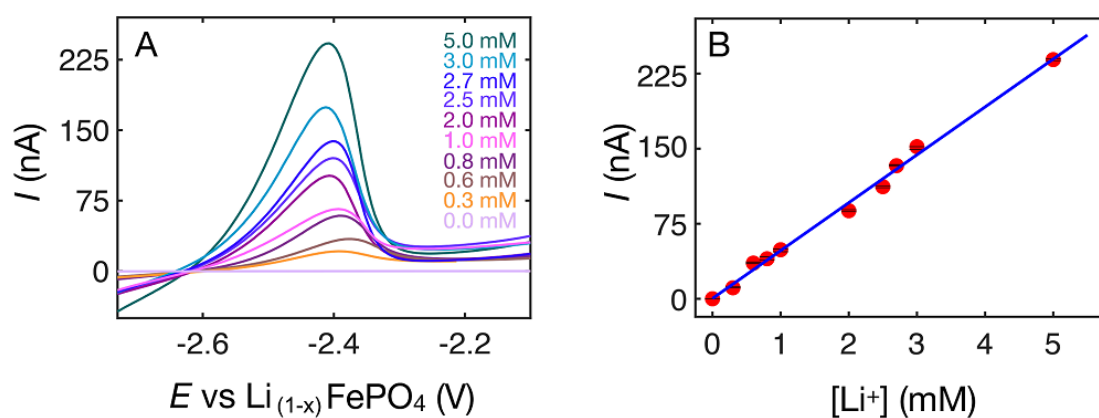 A
5.0 mM
3.0 mM
2.7 mM
2.5 mM
2.0 mM
1.0 mM
0.8 mM
0.6 mM
0.3 mM
0.0 mM
225
150
75
0
I (nA)
-2.6 -2.4 -2.2
E vs Li(1-x)FePO4 (V)
B
225
150
75
0
I (nA)
0 1 2 3 4 5
[Li+] (mM)